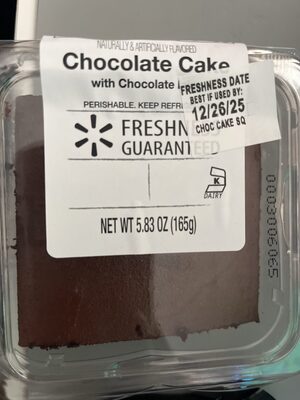 NATURALLY & ARTIFICIALLY FLAVORED
Chocolate Cake
with Chocolate
FRESHNESS DATE
BEST IF USED BY:
12/26/25
CHOC CAKE SQ
PERISHABLE. KEEP
FRESHN
GUARANTEED
K
DAIRY
NET WT 5.83 OZ (165g)
0003006065